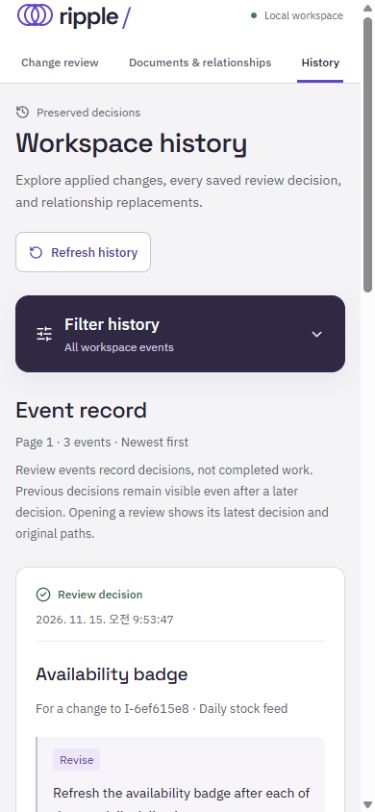 ripple /
Local workspace
Change review
Documents & relationships
History
Preserved decisions
Workspace history
Explore applied changes, every saved review decision,
and relationship replacements.
Refresh history
Filter history
All workspace events
Event record
Page 1 · 3 events · Newest first
Review events record decisions, not completed work.
Previous decisions remain visible even after a later
decision. Opening a review shows its latest decision and
original paths.
Review decision
2026. 11. 15. 오전 9:53:47
Availability badge
For a change to I-6ef615e8 · Daily stock feed
Revise
Refresh the availability badge after each of